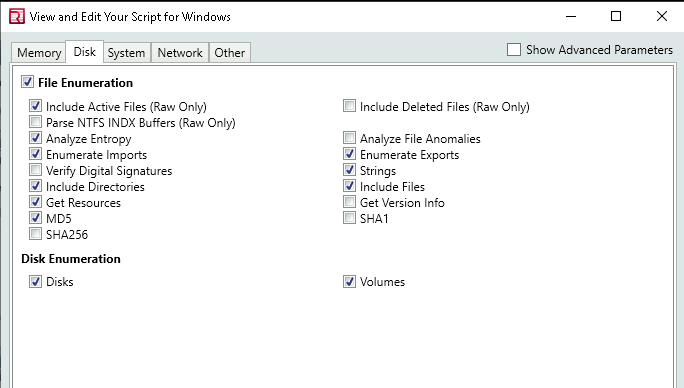 View and Edit Your Script for Windows
Memory Disk System Network Other Show Advanced Parameters
File Enumeration
Include Active Files (Raw Only) Include Deleted Files (Raw Only)
Parse NTFS INDX Buffers (Raw Only)
Analyze Entropy Analyze File Anomalies
Enumerate Imports Enumerate Exports
Verify Digital Signatures Strings
Include Directories Include Files
Get Resources Get Version Info
MD5 SHA1
SHA256
Disk Enumeration
Disks Volumes